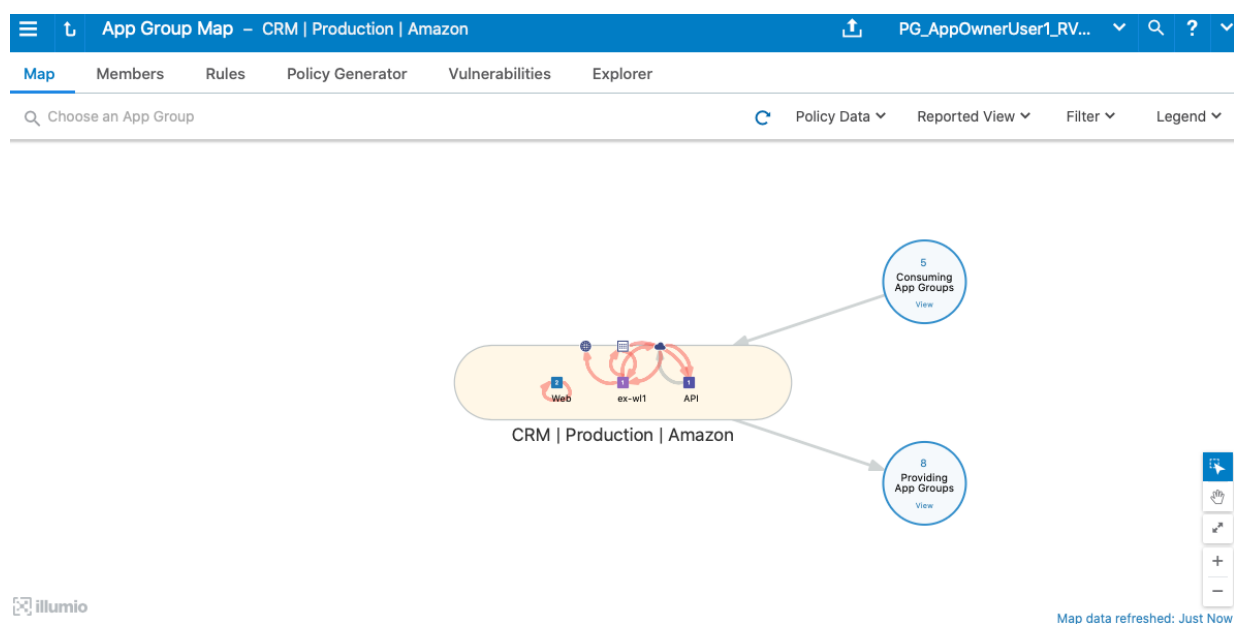 App Group Map – CRM | Production | Amazon
PG_AppOwnerUser1_RV...
?
Map Members Rules Policy Generator Vulnerabilities Explorer
Choose an App Group
Policy Data Reported View Filter Legend
5
Consuming
App Groups
View
2
Web
1
ex-wl1
1
API
CRM | Production | Amazon
8
Providing
App Groups
View
illumio
Map data refreshed: Just Now